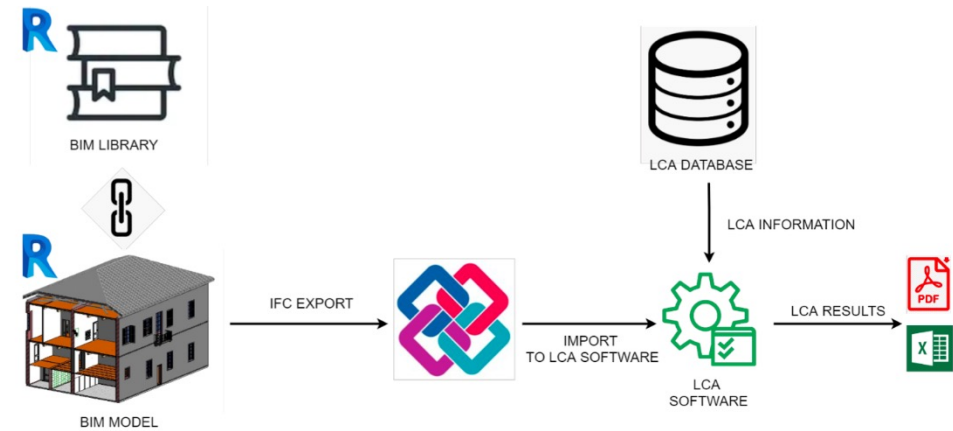 R
BIM LIBRARY
LCA DATABASE
LCA INFORMATION
R
IFC EXPORT
IMPORT
TO LCA SOFTWARE
LCA RESULTS
PDF
X
LCA
SOFTWARE
BIM MODEL